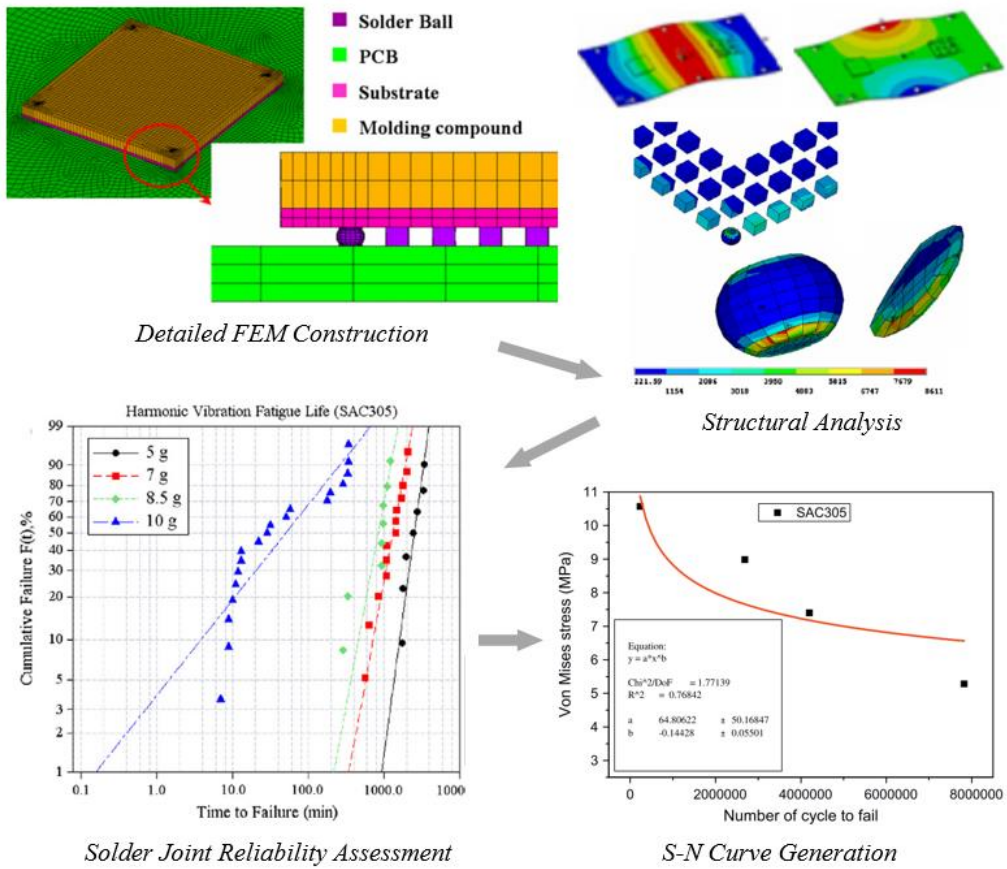 Solder Ball
PCB
Substrate
Molding compound
Detailed FEM Construction
221.59 2086 3950 5815 7679
1154 3018 4883 6747 8611
Structural Analysis
Harmonic Vibration Fatigue Life (SAC305)
99
90
80
70
60
50
40
30
20
10
5
3
2
1
5 g
7 g
8.5 g
10 g
Cumulative Failure F(t),%
0.1 1.0 10.0 100.0 1000.0 1000
Time to Failure (min)
Solder Joint Reliability Assessment
11
10
9
8
7
6
5
4
3
SAC305
Von Mises stress (MPa)
Equation:
y = a*x^b
Chi^2/DoF = 1.77139
R^2 = 0.76842
a 64.80622 ± 50.16847
b -0.14428 ± 0.05501
0 2000000 4000000 6000000 8000000
Number of cycle to fail
S-N Curve Generation